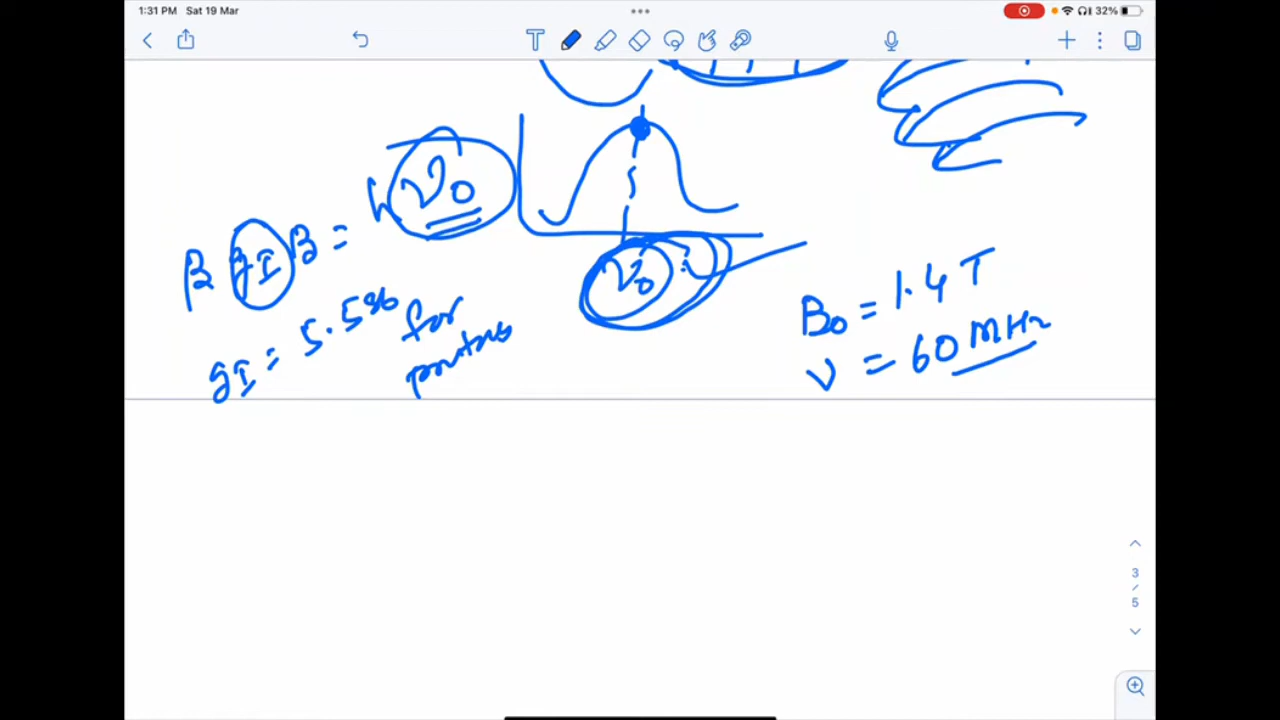 1:31 PM Sat 19 Mar
32%
β gI B = hν0
gI = 5.586 for protons
ν0
B0 = 1.4 T
ν = 60 MHz
3
/
5